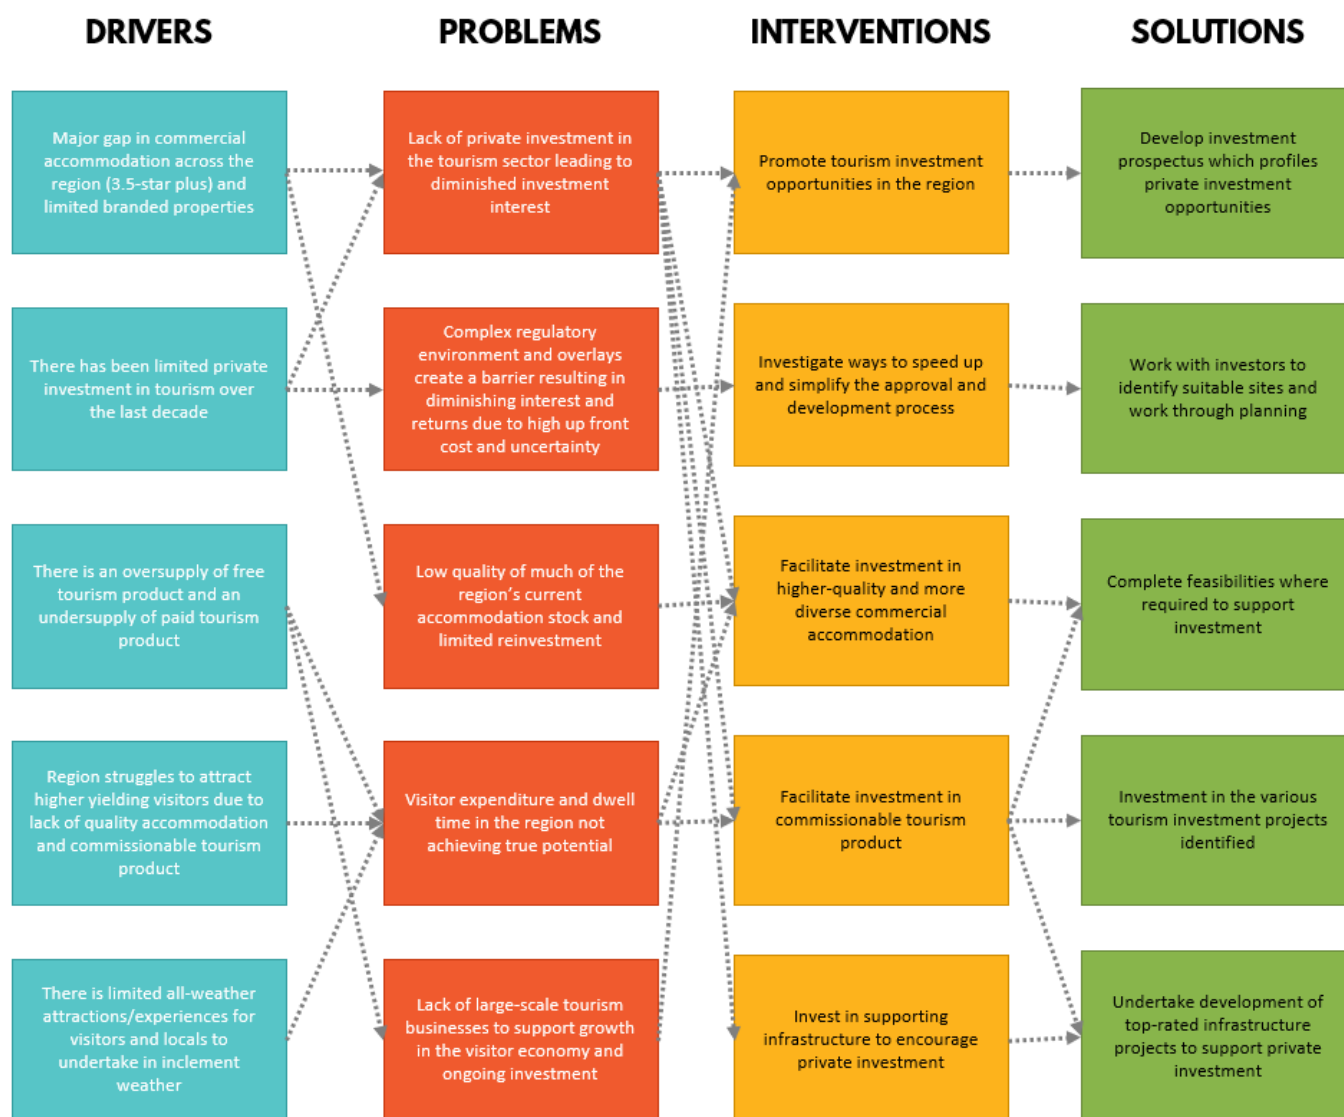 DRIVERS
PROBLEMS
INTERVENTIONS
SOLUTIONS
Major gap in commercial
accommodation across the
region (3.5-star plus) and
limited branded properties
Lack of private investment in
the tourism sector leading to
diminished investment
interest
Promote tourism investment
opportunities in the region
Develop investment
prospectus which profiles
private investment
opportunities
There has been limited private
investment in tourism over
the last decade
Complex regulatory
environment and overlays
create a barrier resulting in
diminishing interest and
returns due to high up front
cost and uncertainty
Investigate ways to speed up
and simplify the approval and
development process
Work with investors to
identify suitable sites and
work through planning
There is an oversupply of free
tourism product and an
undersupply of paid tourism
product
Low quality of much of the
region's current
accommodation stock and
limited reinvestment
Facilitate investment in
higher-quality and more
diverse commercial
accommodation
Complete feasibilities where
required to support
investment
Region struggles to attract
higher yielding visitors due to
lack of quality accommodation
and commissionable tourism
product
Visitor expenditure and dwell
time in the region not
achieving true potential
Facilitate investment in
commissionable tourism
product
Investment in the various
tourism investment projects
identified
There is limited all-weather
attractions/experiences for
visitors and locals to
undertake in inclement
weather
Lack of large-scale tourism
businesses to support growth
in the visitor economy and
ongoing investment
Invest in supporting
infrastructure to encourage
private investment
Undertake development of
top-rated infrastructure
projects to support private
investment